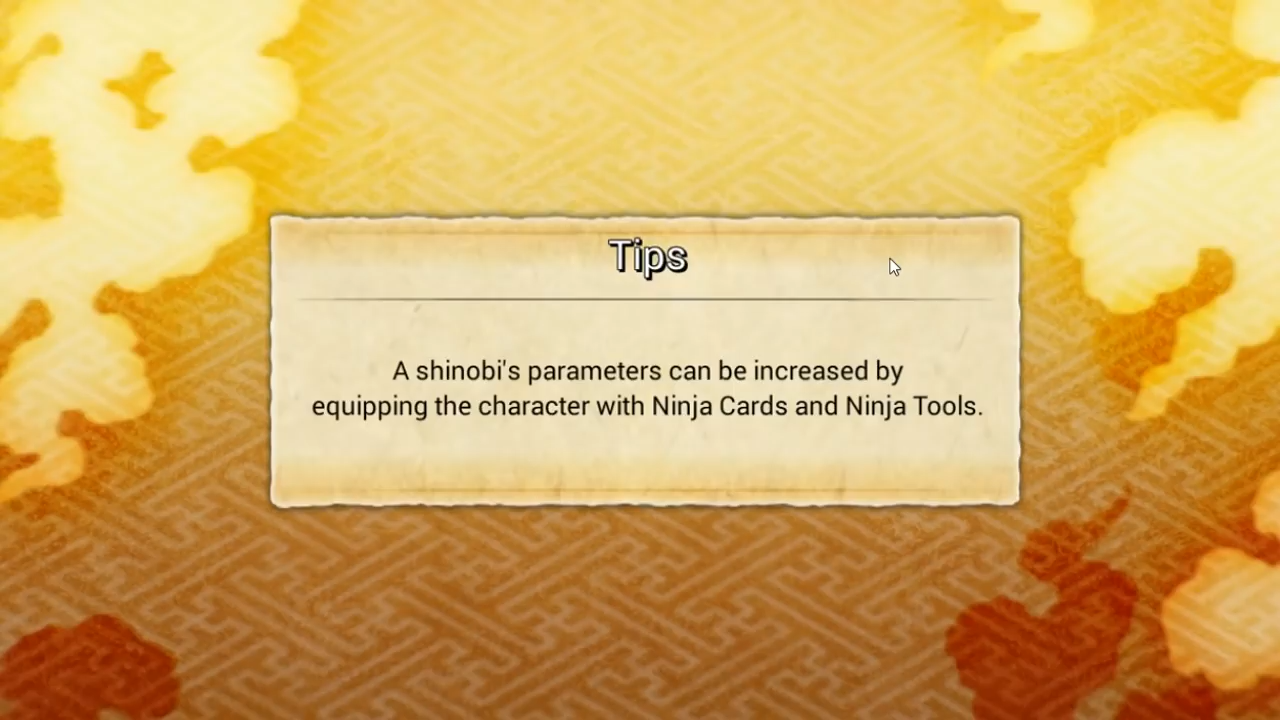 Tips
A shinobi's parameters can be increased by
equipping the character with Ninja Cards and Ninja Tools.